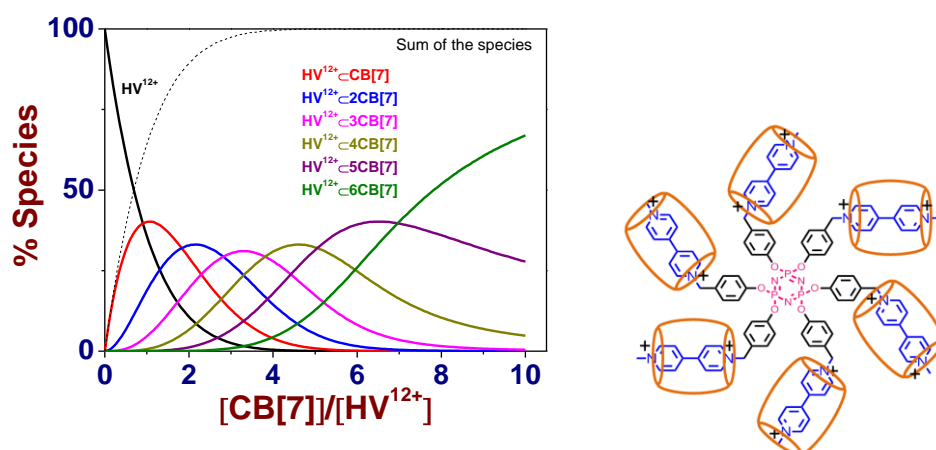 100
50
0
% Species
Sum of the species
HV¹²⁺
HV¹²⁺⊂CB[7]
HV¹²⁺⊂2CB[7]
HV¹²⁺⊂3CB[7]
HV¹²⁺⊂4CB[7]
HV¹²⁺⊂5CB[7]
HV¹²⁺⊂6CB[7]
0 2 4 6 8 10
[CB[7]]/[HV¹²⁺]
N + N +
N + N +
N + N +
O O
P
N N
O P P O
N
O O
N + N +
N + N +
N + N +